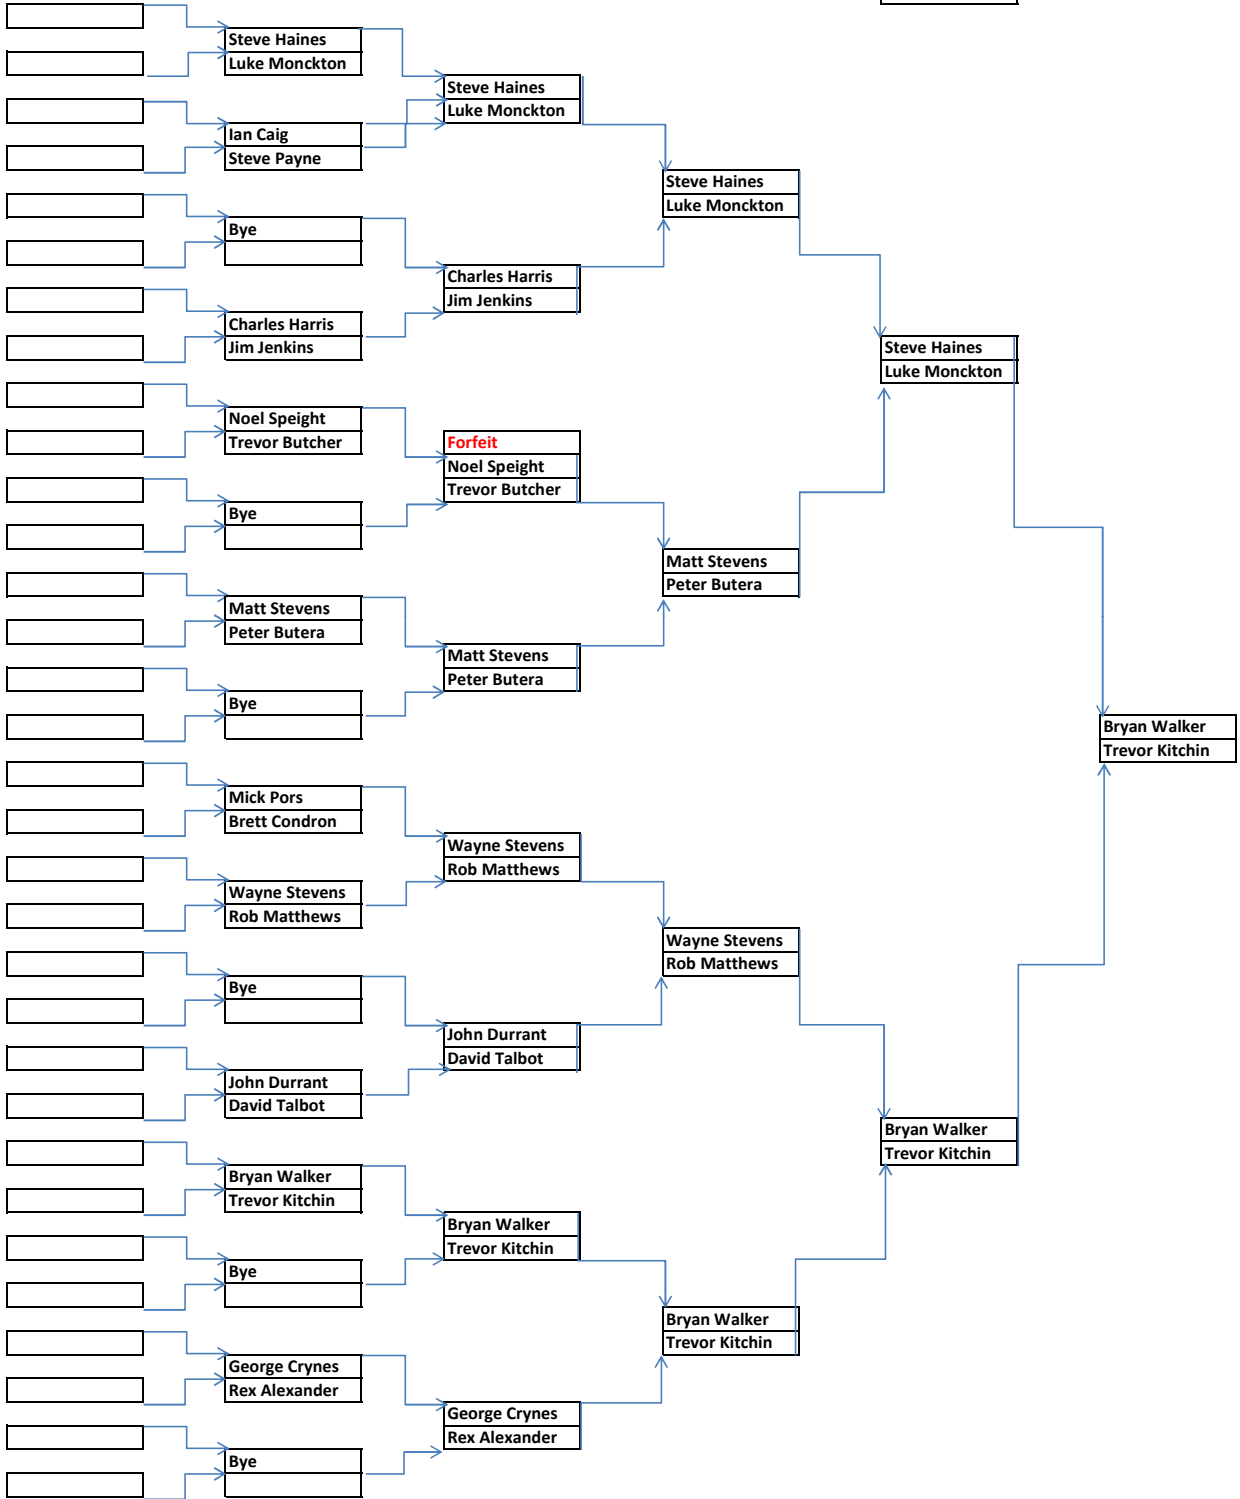 Steve Haines
Luke Monckton
Steve Haines
Luke Monckton
Ian Caig
Steve Payne
Steve Haines
Luke Monckton
Bye
Charles Harris
Jim Jenkins
Charles Harris
Jim Jenkins
Steve Haines
Luke Monckton
Noel Speight
Trevor Butcher
Forfeit
Noel Speight
Trevor Butcher
Bye
Matt Stevens
Peter Butera
Matt Stevens
Peter Butera
Matt Stevens
Peter Butera
Bye
Bryan Walker
Trevor Kitchin
Mick Pors
Brett Condron
Wayne Stevens
Rob Matthews
Wayne Stevens
Rob Matthews
Wayne Stevens
Rob Matthews
Bye
John Durrant
David Talbot
John Durrant
David Talbot
Bryan Walker
Trevor Kitchin
Bryan Walker
Trevor Kitchin
Bryan Walker
Trevor Kitchin
Bye
Bryan Walker
Trevor Kitchin
George Crynes
Rex Alexander
George Crynes
Rex Alexander
Bye